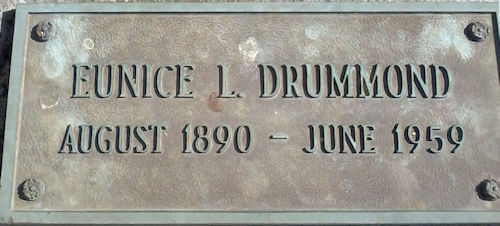 EUNICE L. DRUMMOND
AUGUST 1890 – JUNE 1959